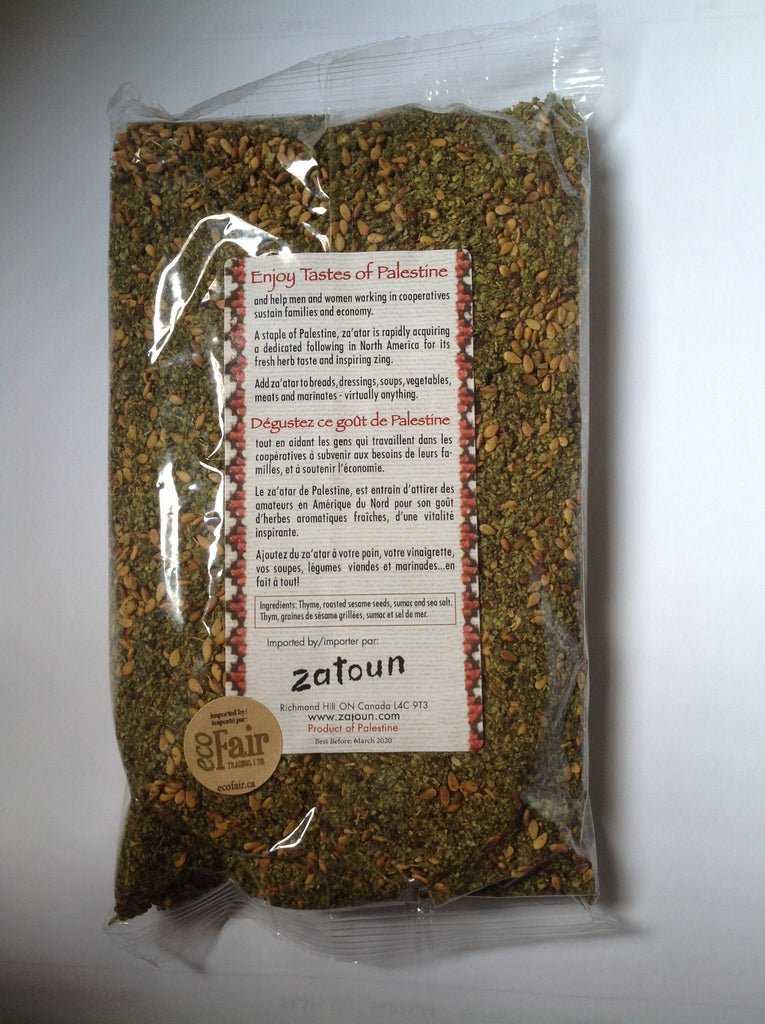 Enjoy Tastes of Palestine
and help men and women working in cooperatives
sustain families and economy.
A staple of Palestine, za'atar is rapidly acquiring
a dedicated following in North America for its
fresh herb taste and inspiring zing.
Add za'atar to breads, dressings, soups, vegetables,
meats and marinates - virtually anything.
Dégustez ce goût de Palestine
tout en aidant les gens qui travaillent dans les
coopératives à subvenir aux besoins de leurs fa-
milles, et à soutenir l'économie.
Le za'atar de Palestine, est entrain d'attirer des
amateurs en Amérique du Nord pour son goût
d'herbes aromatiques fraîches, d'une vitalité
inspirante.
Ajoutez du za'atar à votre pain, votre vinaigrette,
vos soupes, légumes viandes et marinades...en
fait à tout!
Ingredients: Thyme, roasted sesame seeds, sumac and sea salt.
Thym, graines de sésame grillées, sumac et sel de mer.
Imported by/importer par:
zatoun
Richmond Hill ON Canada L4C 9T3
www.zatoun.com
Product of Palestine
Best Before: March 2020
Imported by/
importé par:
eco Fair
TRADING LTD
ecofair.ca